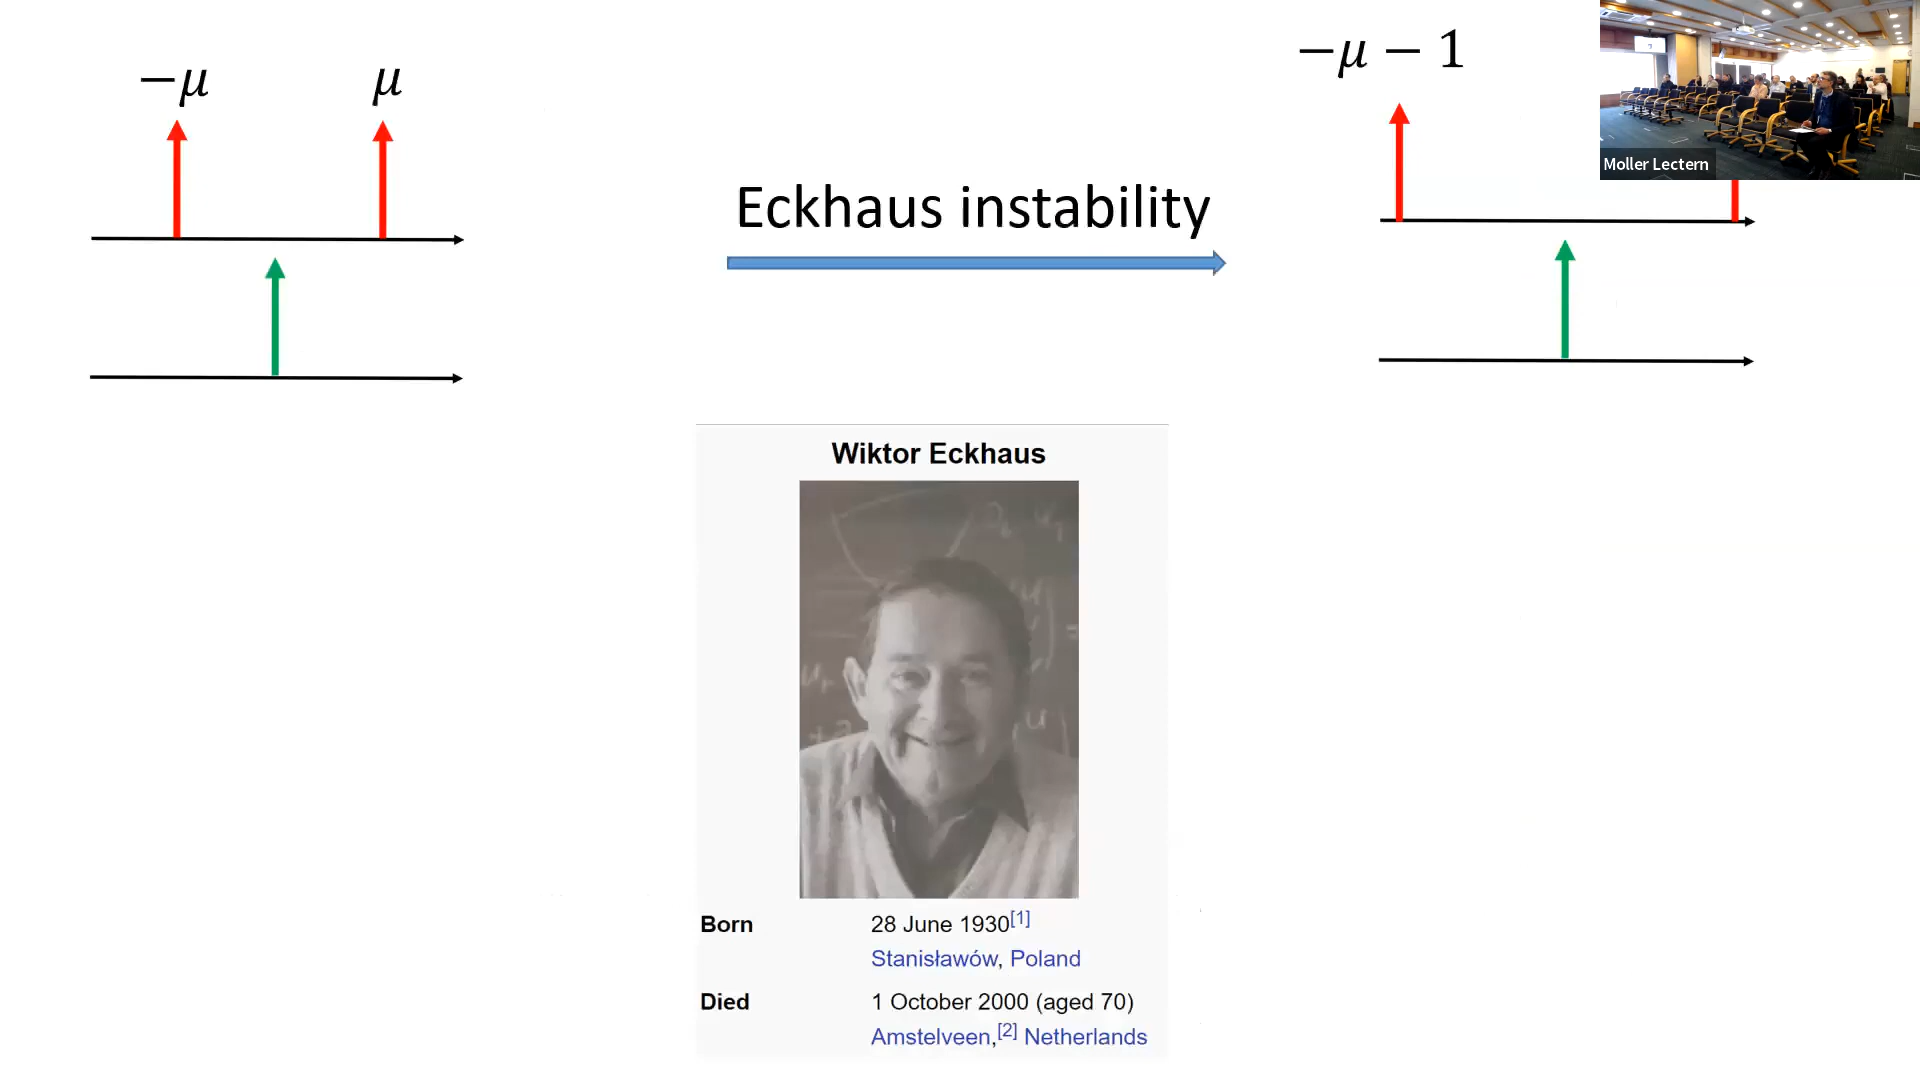 −μ μ
−μ − 1
Moller Lectern
Eckhaus instability
Wiktor Eckhaus
Born 28 June 1930[1]
Stanisławów, Poland
Died 1 October 2000 (aged 70)
Amstelveen,[2] Netherlands